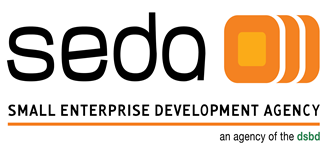 seda
SMALL ENTERPRISE DEVELOPMENT AGENCY
an agency of the dsbd